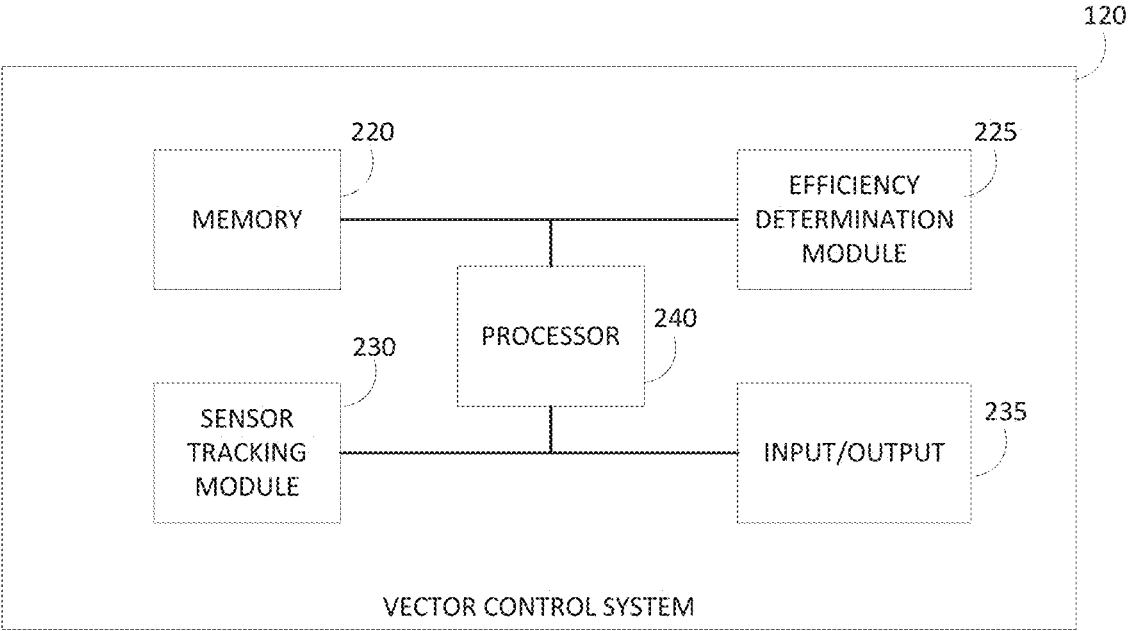 120
220
MEMORY
225
EFFICIENCY
DETERMINATION
MODULE
PROCESSOR
240
230
SENSOR
TRACKING
MODULE
235
INPUT/OUTPUT
VECTOR CONTROL SYSTEM